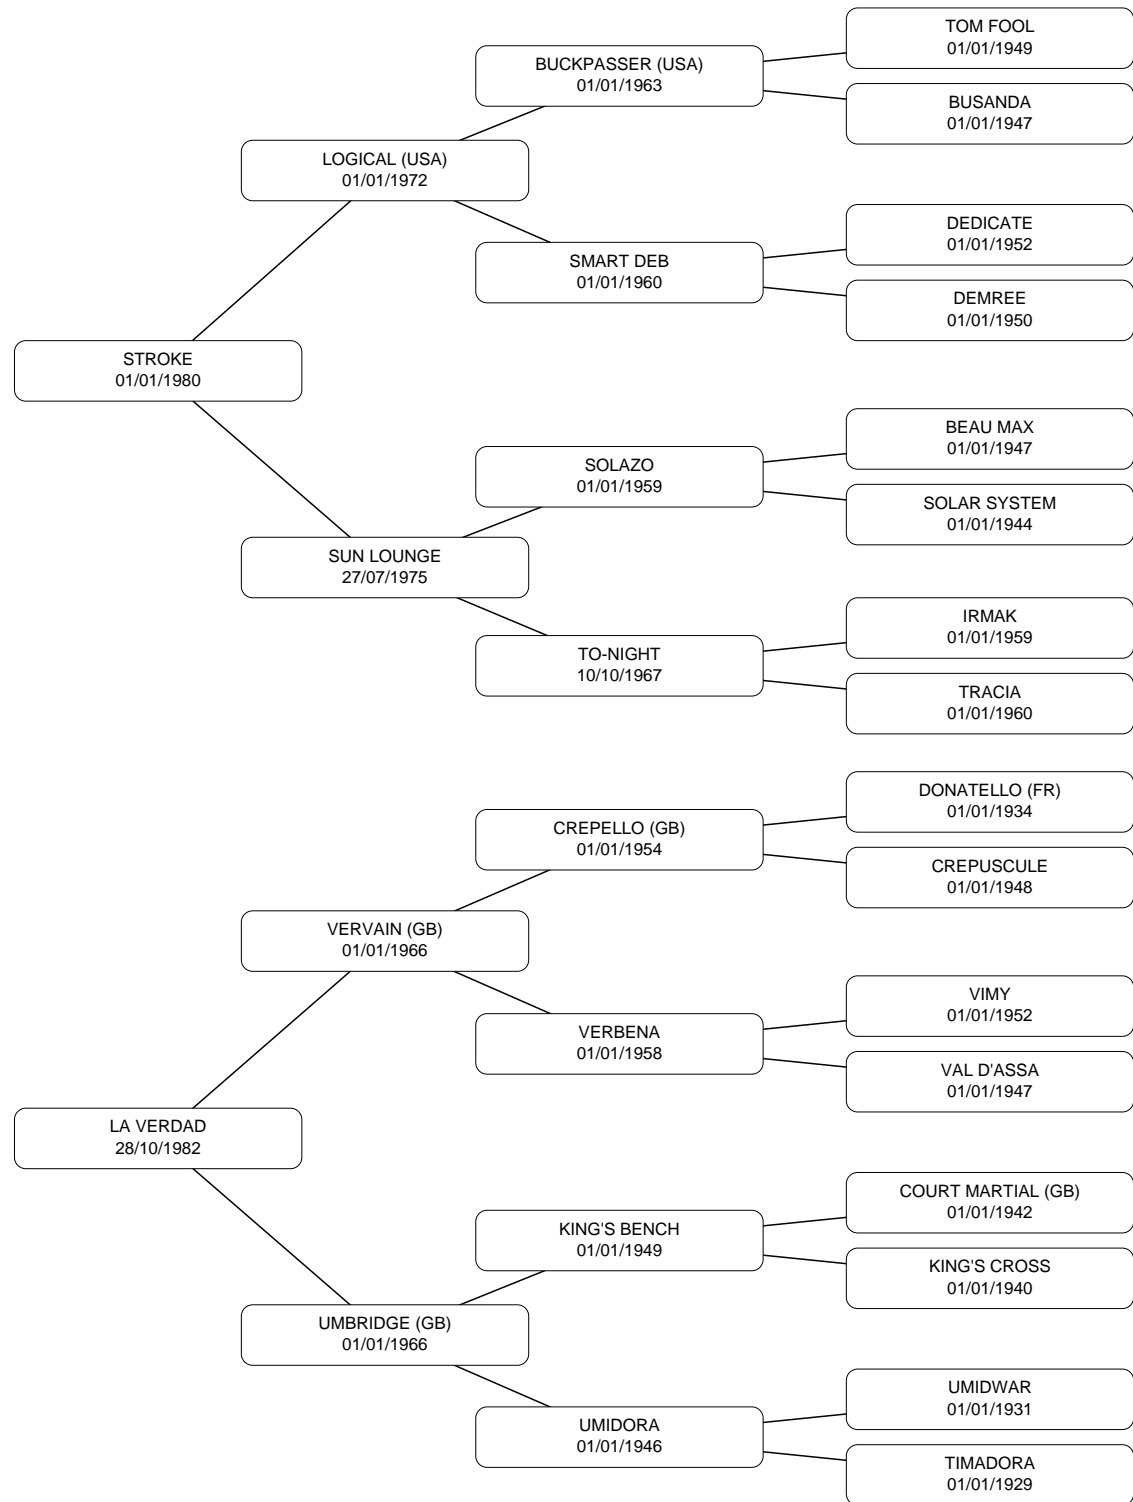 TOM FOOL
01/01/1949
BUCKPASSER (USA)
01/01/1963
BUSANDA
01/01/1947
LOGICAL (USA)
01/01/1972
DEDICATE
01/01/1952
SMART DEB
01/01/1960
DEMREE
01/01/1950
STROKE
01/01/1980
BEAU MAX
01/01/1947
SOLAZO
01/01/1959
SOLAR SYSTEM
01/01/1944
SUN LOUNGE
27/07/1975
IRMAK
01/01/1959
TO-NIGHT
10/10/1967
TRACIA
01/01/1960
DONATELLO (FR)
01/01/1934
CREPELLO (GB)
01/01/1954
CREPUSCULE
01/01/1948
VERVAIN (GB)
01/01/1966
VIMY
01/01/1952
VERBENA
01/01/1958
VAL D'ASSA
01/01/1947
LA VERDAD
28/10/1982
COURT MARTIAL (GB)
01/01/1942
KING'S BENCH
01/01/1949
KING'S CROSS
01/01/1940
UMBRIDGE (GB)
01/01/1966
UMIDWAR
01/01/1931
UMIDORA
01/01/1946
TIMADORA
01/01/1929